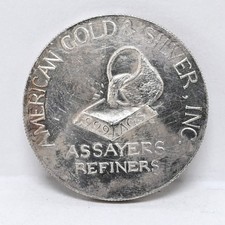 AMERICAN GOLD & SILVER, INC.
ASSAYERS
REFINERS